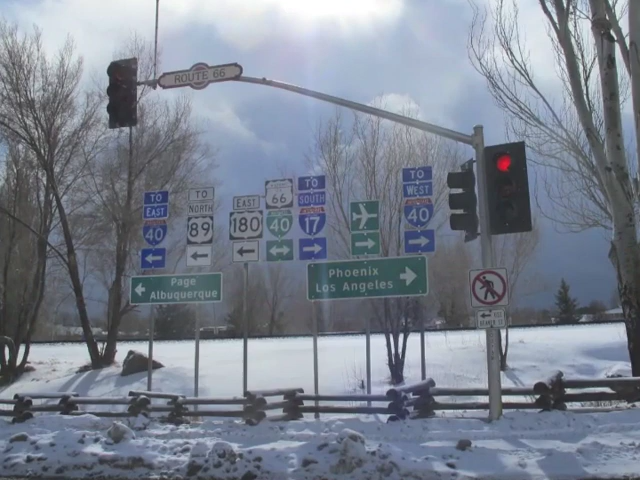 ROUTE 66
TO
EAST
40
TO
NORTH
89
EAST
180
66
40
TO
SOUTH
17
TO
WEST
40
Page
Albuquerque
Phoenix
Los Angeles